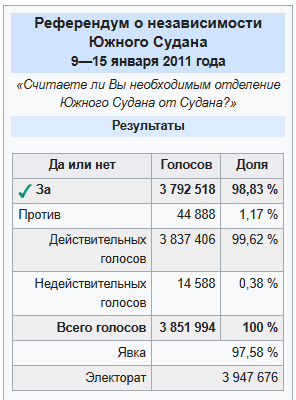 Референдум о независимости
Южного Судана
9—15 января 2011 года
«Считаете ли Вы необходимым отделение
Южного Судана от Судана?»
Результаты
Да или нет Голосов Доля
За 3 792 518 98,83 %
Против 44 888 1,17 %
Действительных
голосов 3 837 406 99,62 %
Недействительных
голосов 14 588 0,38 %
Всего голосов 3 851 994 100 %
Явка 97,58 %
Электорат 3 947 676